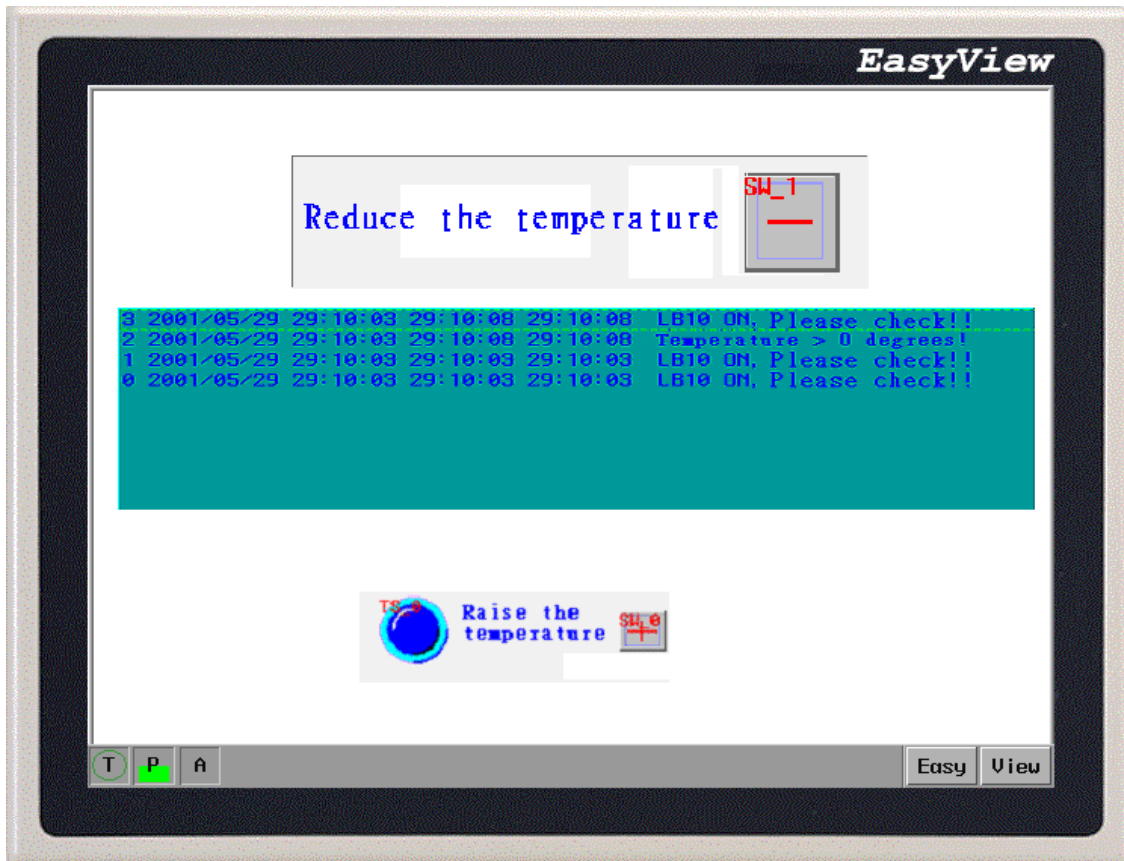 EasyView
SW_1
Reduce the temperature
3 2001/05/29 29:10:03 29:10:08 29:10:08 LB10 ON, Please check!!
2 2001/05/29 29:10:03 29:10:08 29:10:08 Temperature > 0 degrees!
1 2001/05/29 29:10:03 29:10:03 29:10:03 LB10 ON, Please check!!
0 2001/05/29 29:10:03 29:10:03 29:10:03 LB10 ON, Please check!!
TS_0
Raise the
temperature
SW_0
T P A Easy View